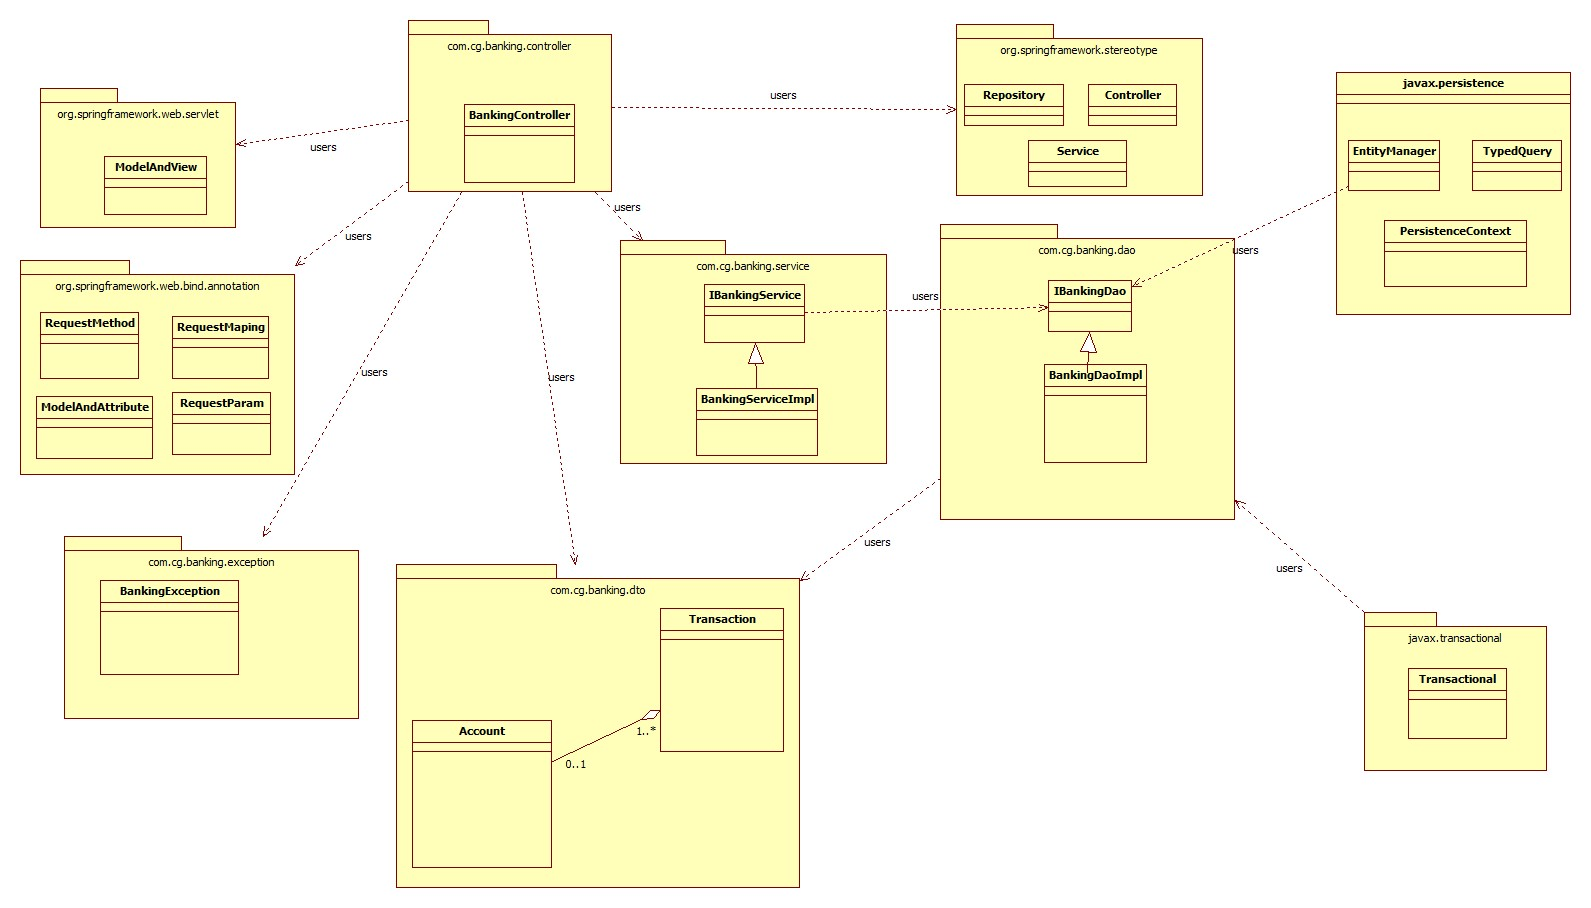 com.cg.banking.controller
BankingController
org.springframework.stereotype
Repository
Controller
Service
users
javax.persistence
EntityManager
TypedQuery
PersistenceContext
org.springframework.web.servlet
ModelAndView
users
users
users
org.springframework.web.bind.annotation
RequestMethod
RequestMaping
ModelAndAttribute
RequestParam
com.cg.banking.service
IBankingService
BankingServiceImpl
users
com.cg.banking.dao
IBankingDao
BankingDaoImpl
users
users
users
users
users
com.cg.banking.exception
BankingException
com.cg.banking.dto
Transaction
Account
1..*
0..1
javax.transactional
Transactional